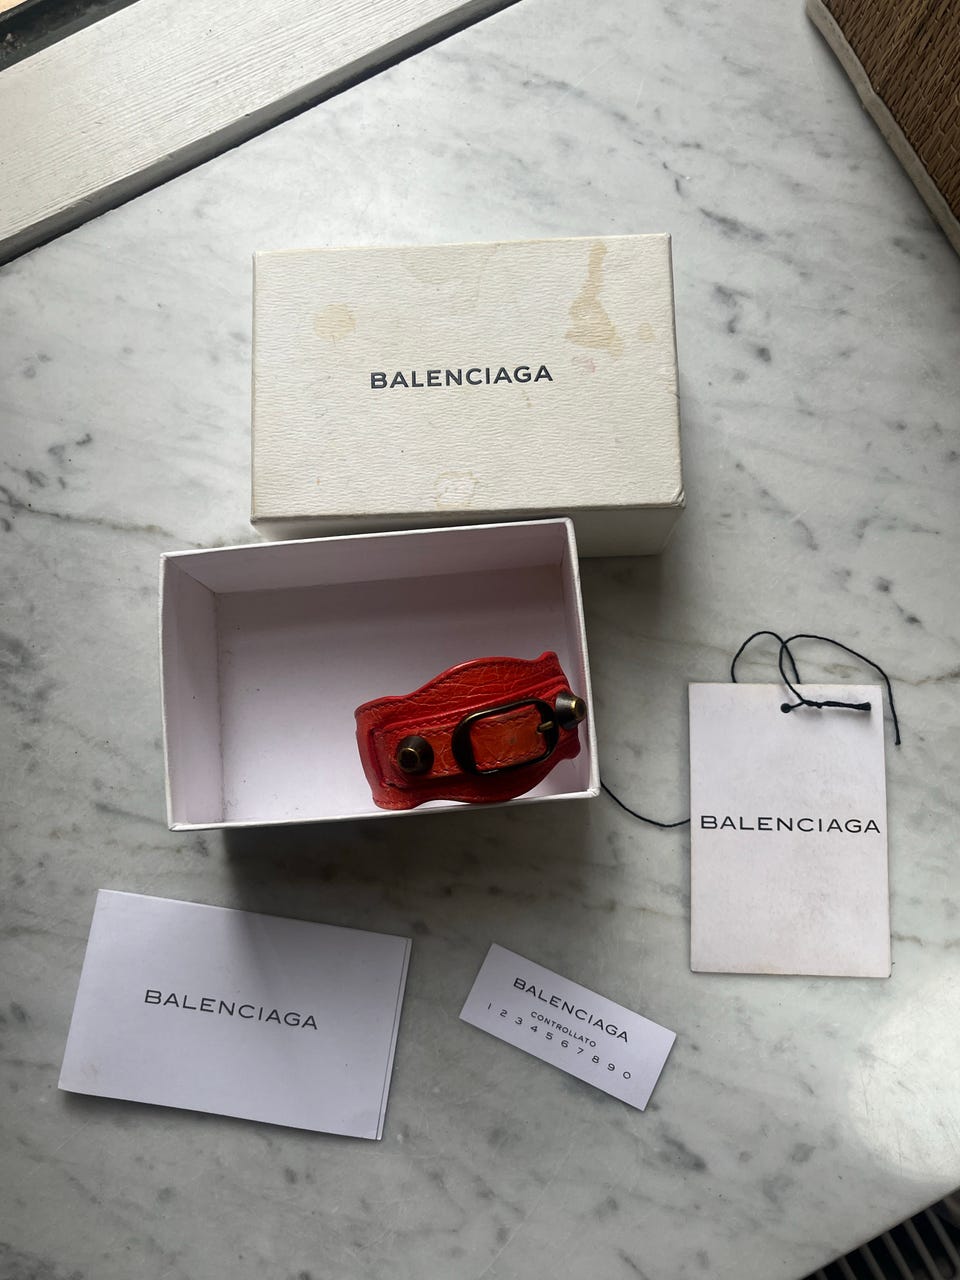 BALENCIAGA
BALENCIAGA
BALENCIAGA
BALENCIAGA
CONTROLLATO
1 2 3 4 5 6 7 8 9 0